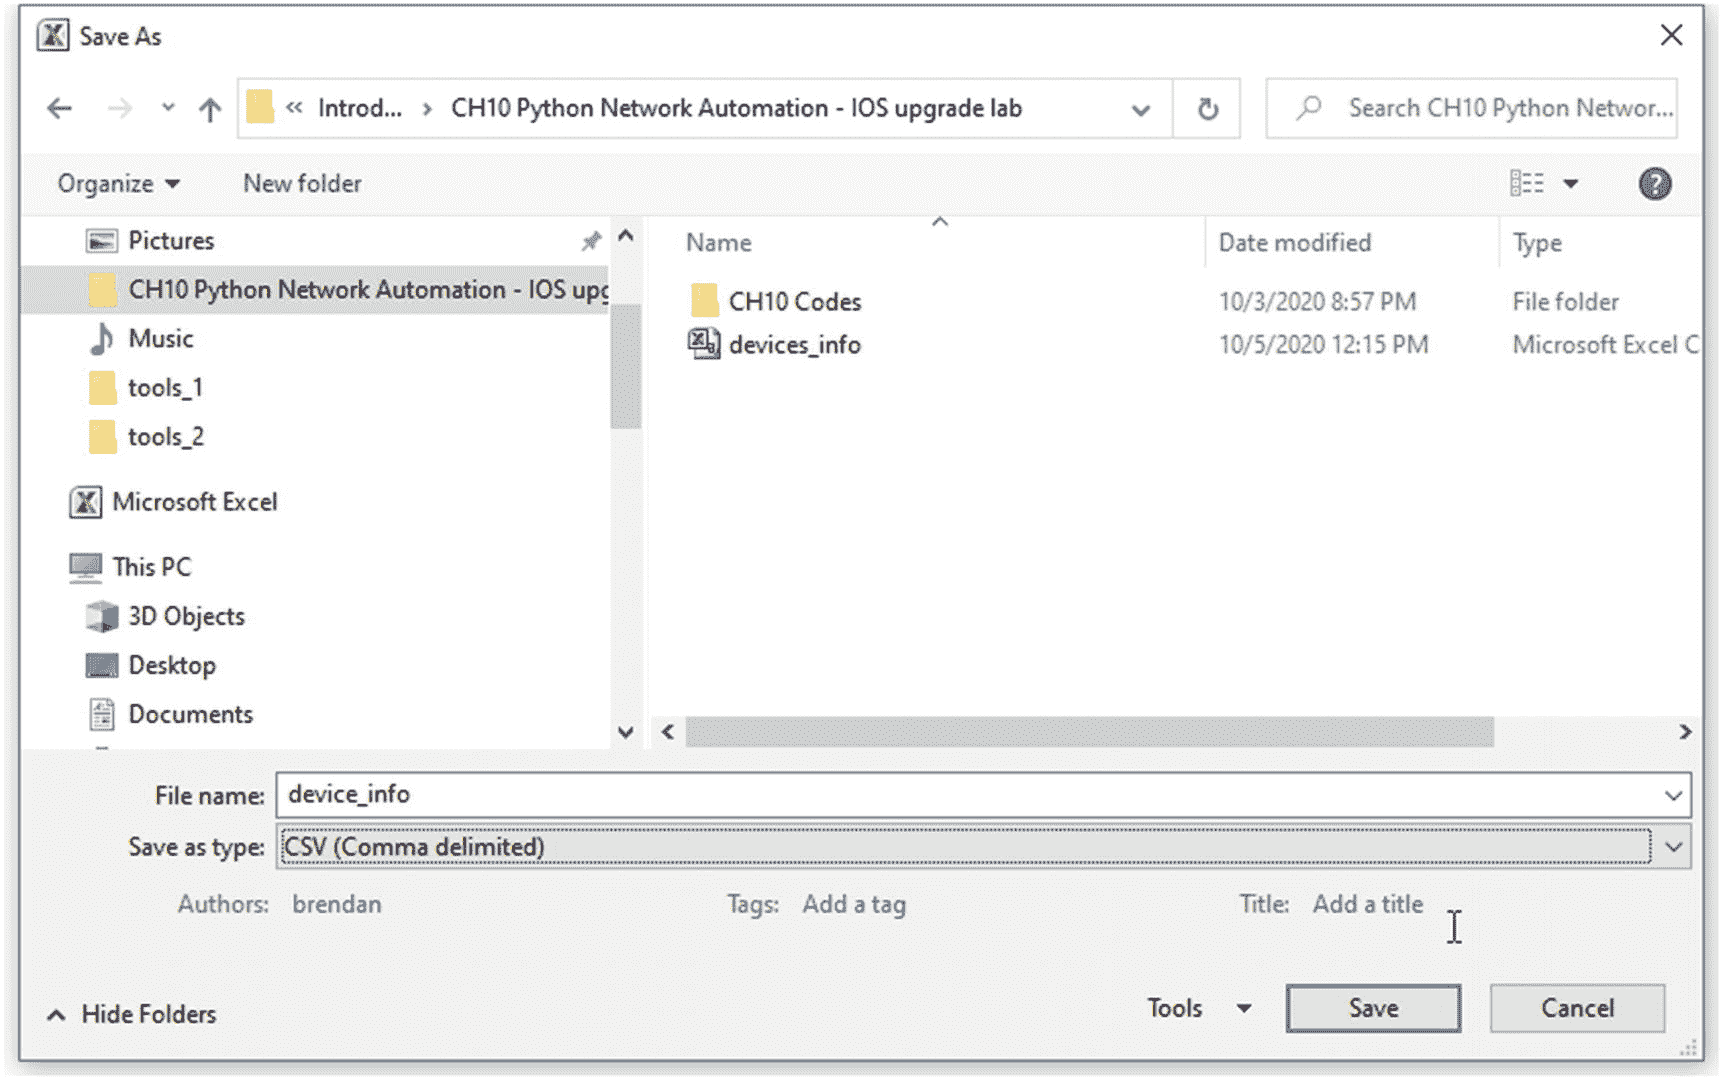 Save As
« Introd... › CH10 Python Network Automation - IOS upgrade lab
Search CH10 Python Networ...
Organize
New folder
Pictures
CH10 Python Network Automation - IOS upg
Music
tools_1
tools_2
Microsoft Excel
This PC
3D Objects
Desktop
Documents
Name Date modified Type
CH10 Codes 10/3/2020 8:57 PM File folder
devices_info 10/5/2020 12:15 PM Microsoft Excel C
File name: device_info
Save as type: CSV (Comma delimited)
Authors: brendan Tags: Add a tag Title: Add a title
Hide Folders
Tools
Save
Cancel